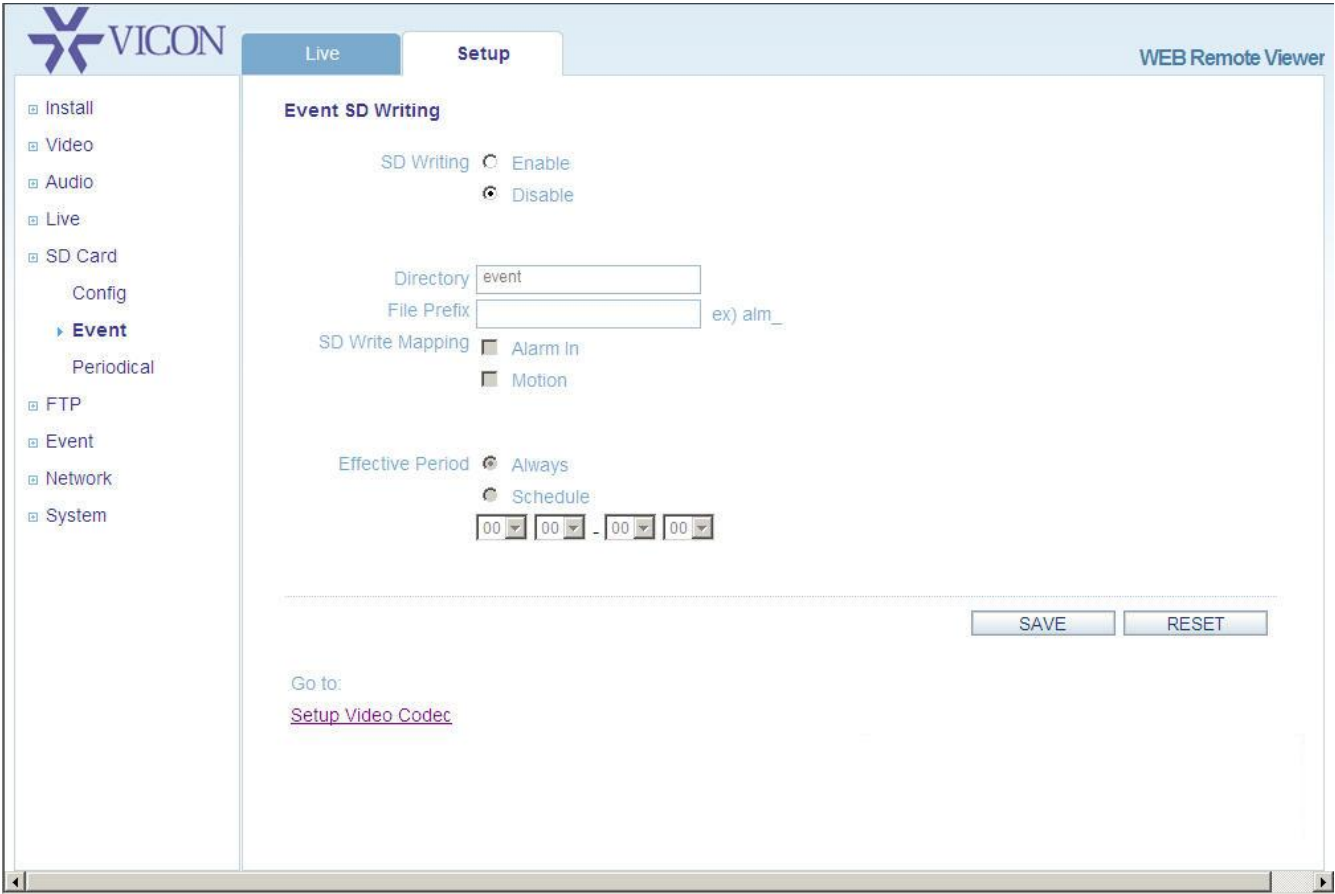 VICON
Live
Setup
WEB Remote Viewer
Install
Video
Audio
Live
SD Card
Config
Event
Periodical
FTP
Event
Network
System
Event SD Writing
SD Writing Enable
Disable
Directory event
File Prefix ex) alm_
SD Write Mapping Alarm In
Motion
Effective Period Always
Schedule
00 00 - 00 00
SAVE RESET
Go to:
Setup Video Codec